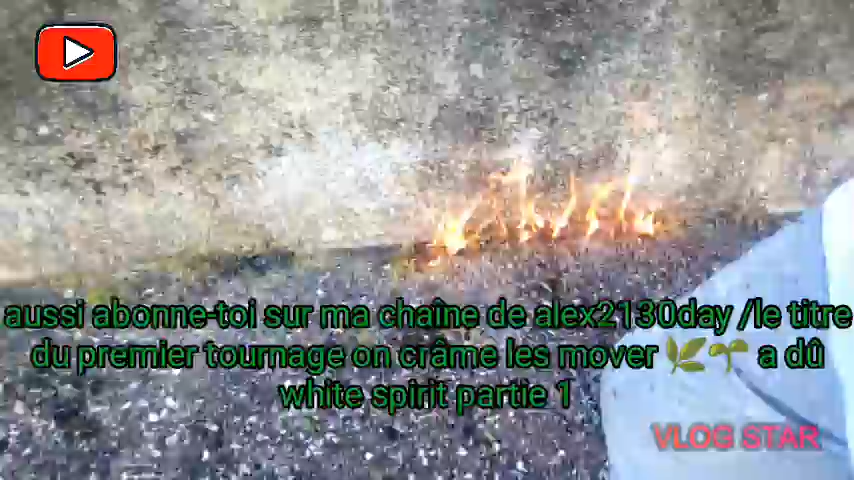 aussi abonne-toi sur ma chaîne de alex2130day /le titre
du premier tournage on crâme les mover 🌿🌱 a dû
white spirit partie 1
VLOG STAR